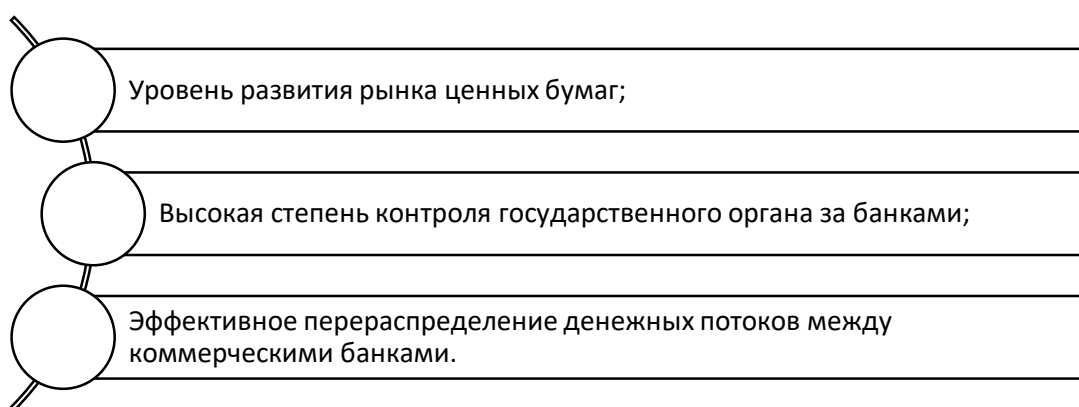 Уровень развития рынка ценных бумаг;
Высокая степень контроля государственного органа за банками;
Эффективное перераспределение денежных потоков между
коммерческими банками.